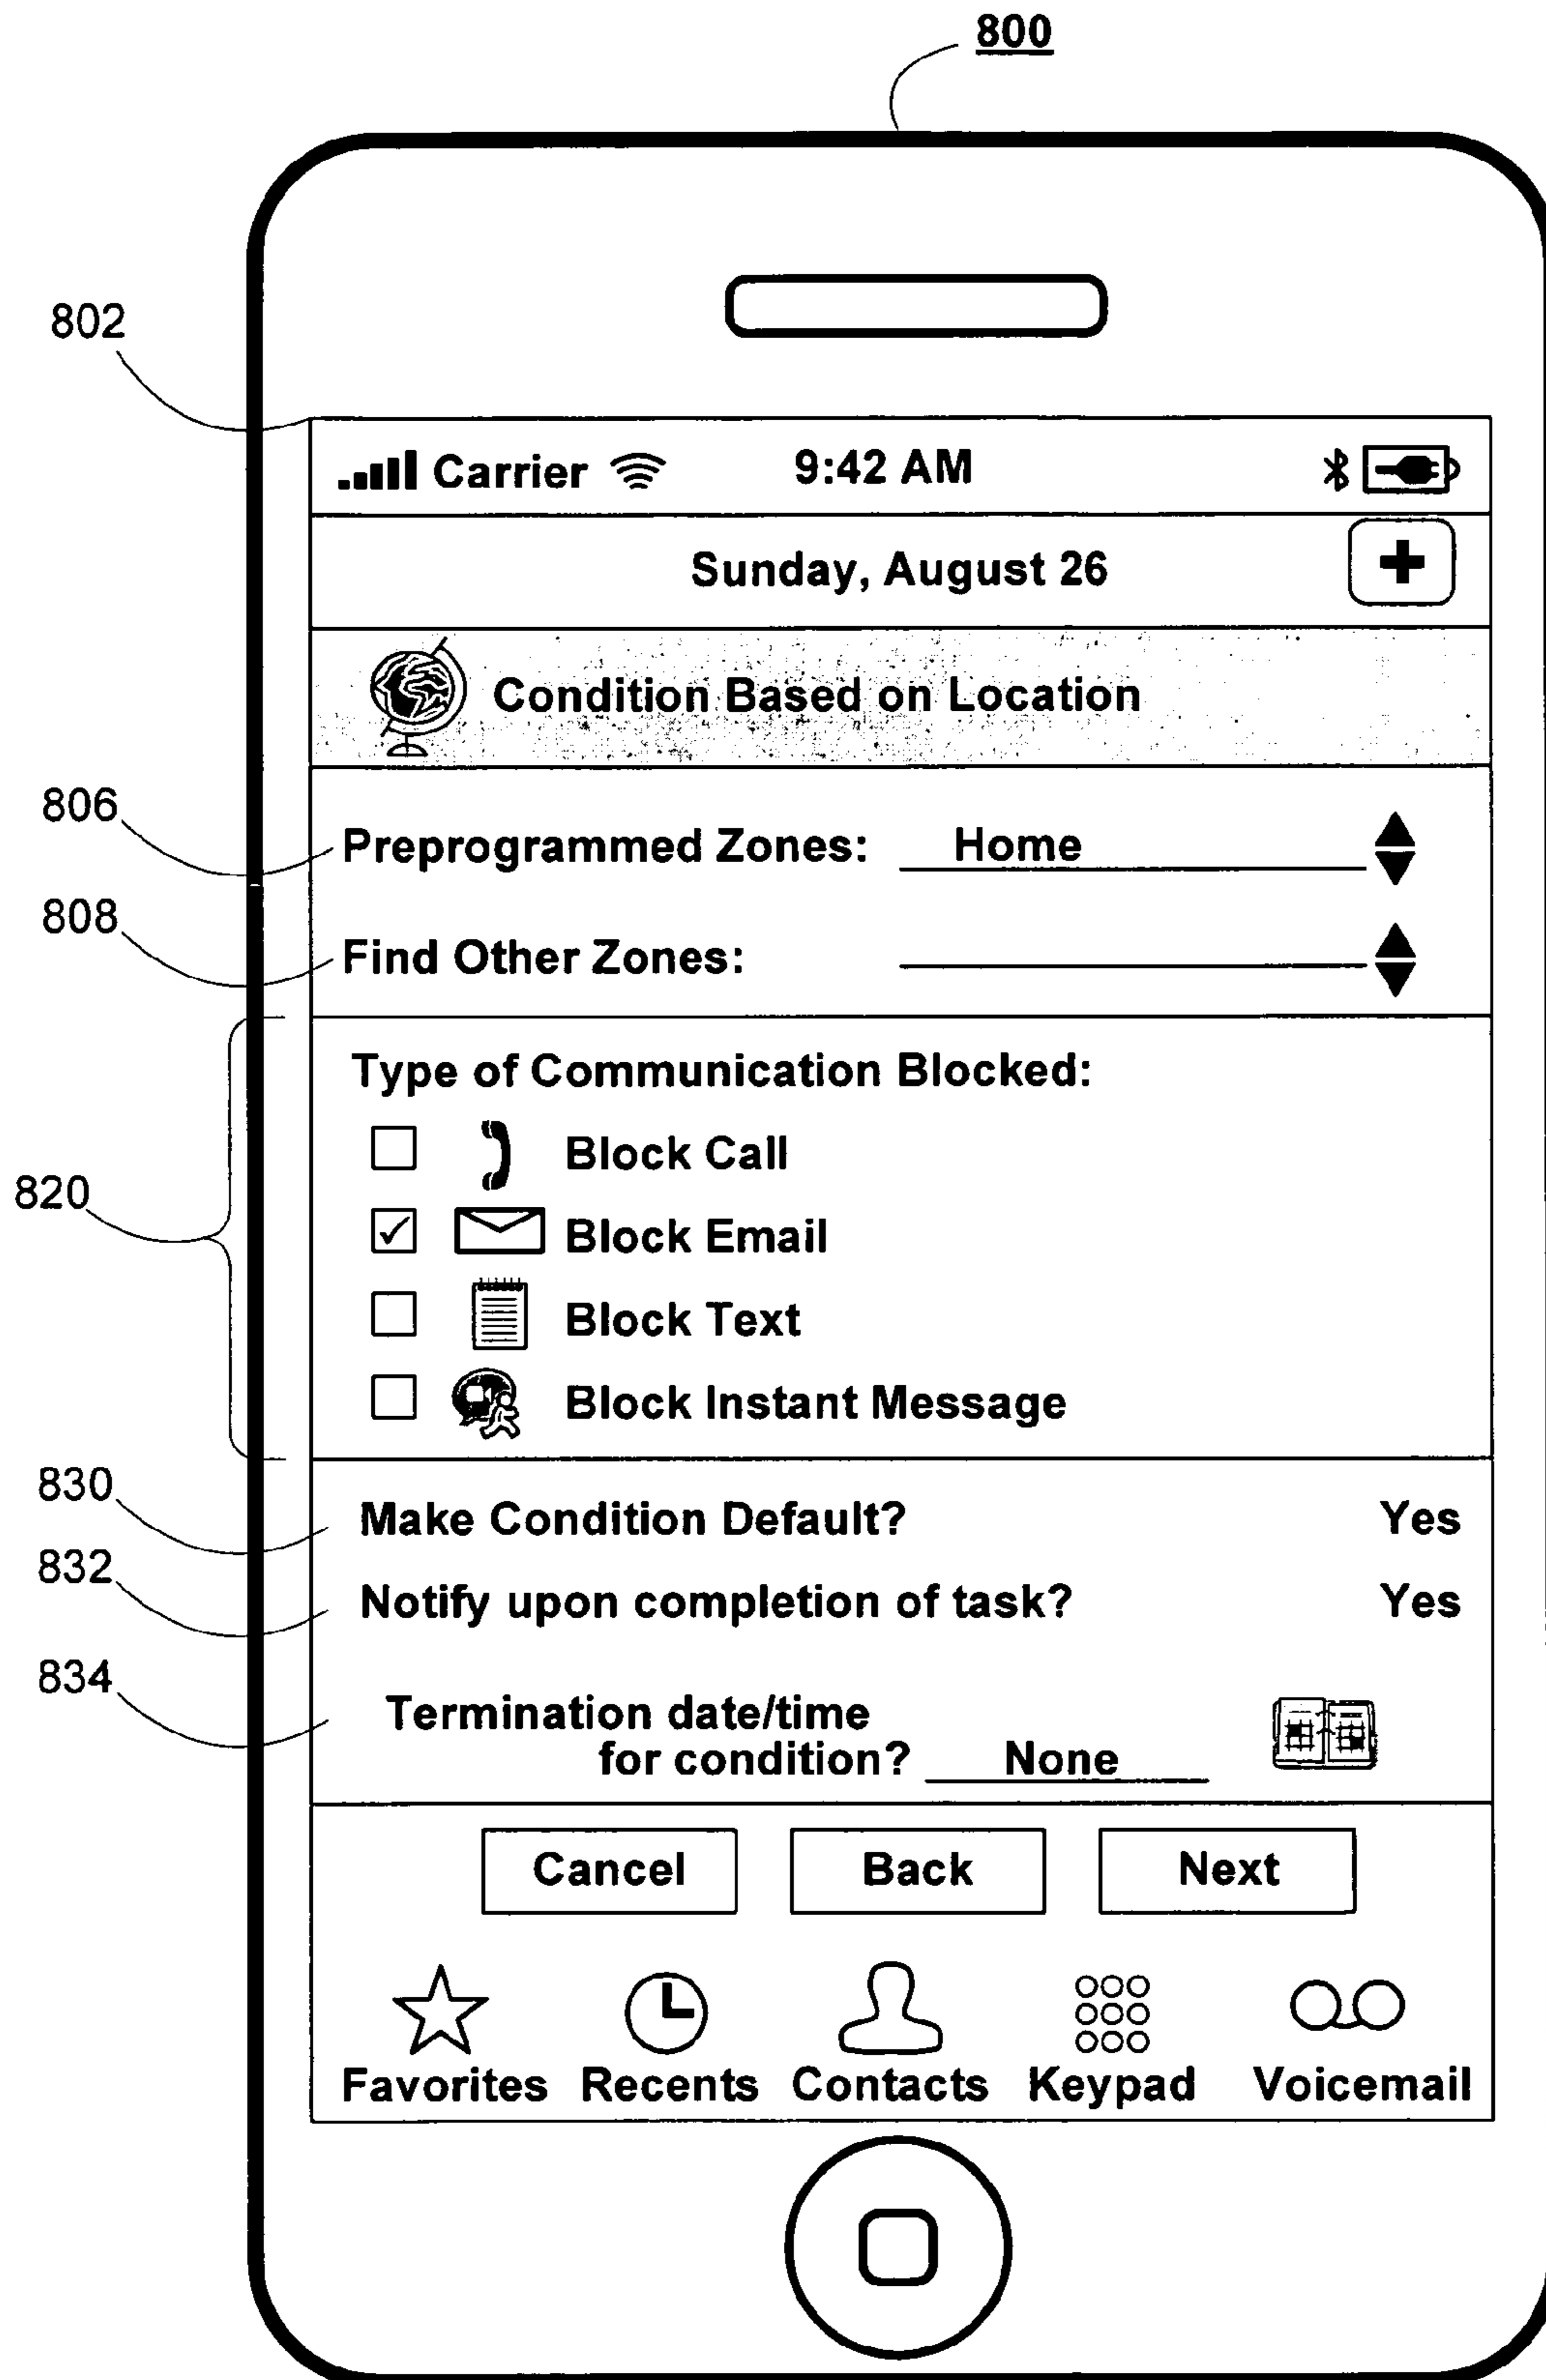 800
802
Carrier 9:42 AM
Sunday, August 26 +
Condition Based on Location
806
Preprogrammed Zones: Home
808
Find Other Zones:
Type of Communication Blocked:
Block Call
820
Block Email
Block Text
Block Instant Message
830
Make Condition Default? Yes
832
Notify upon completion of task? Yes
834
Termination date/time
for condition? None
Cancel Back Next
Favorites Recents Contacts Keypad Voicemail